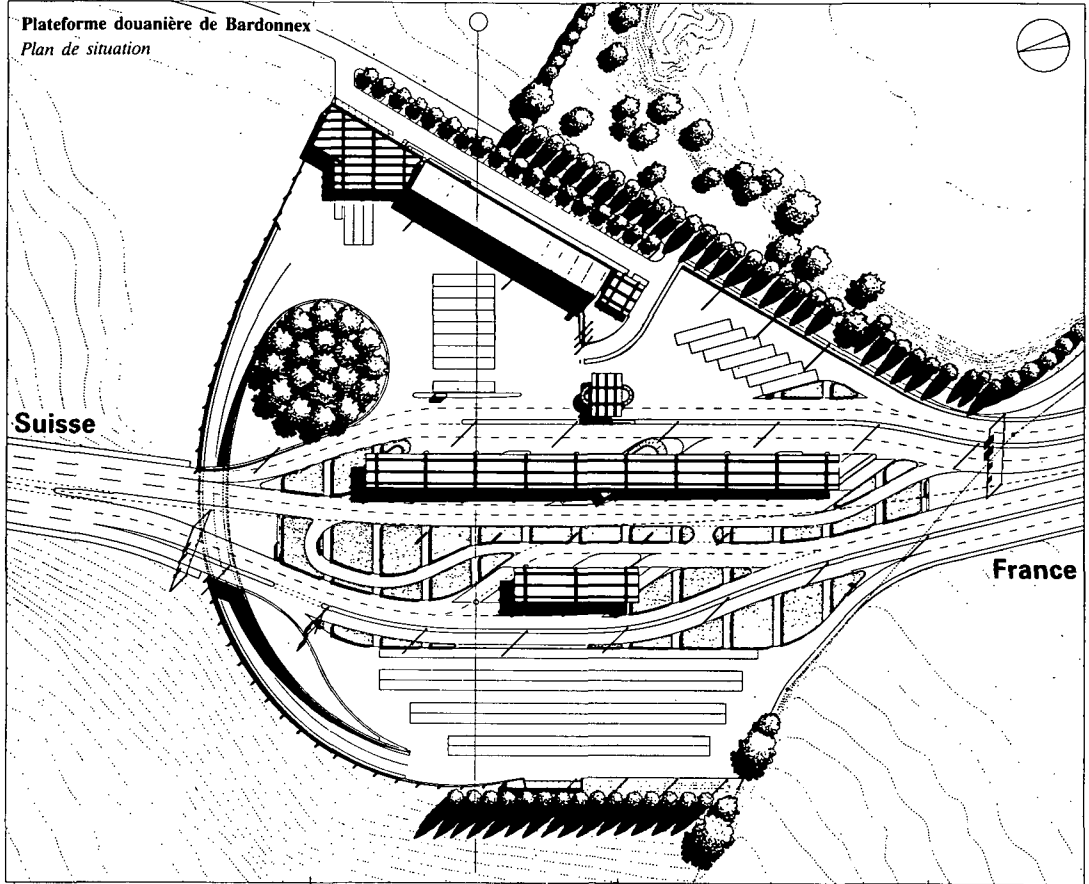 Plateforme douanière de Bardonnex
Plan de situation
Suisse
France